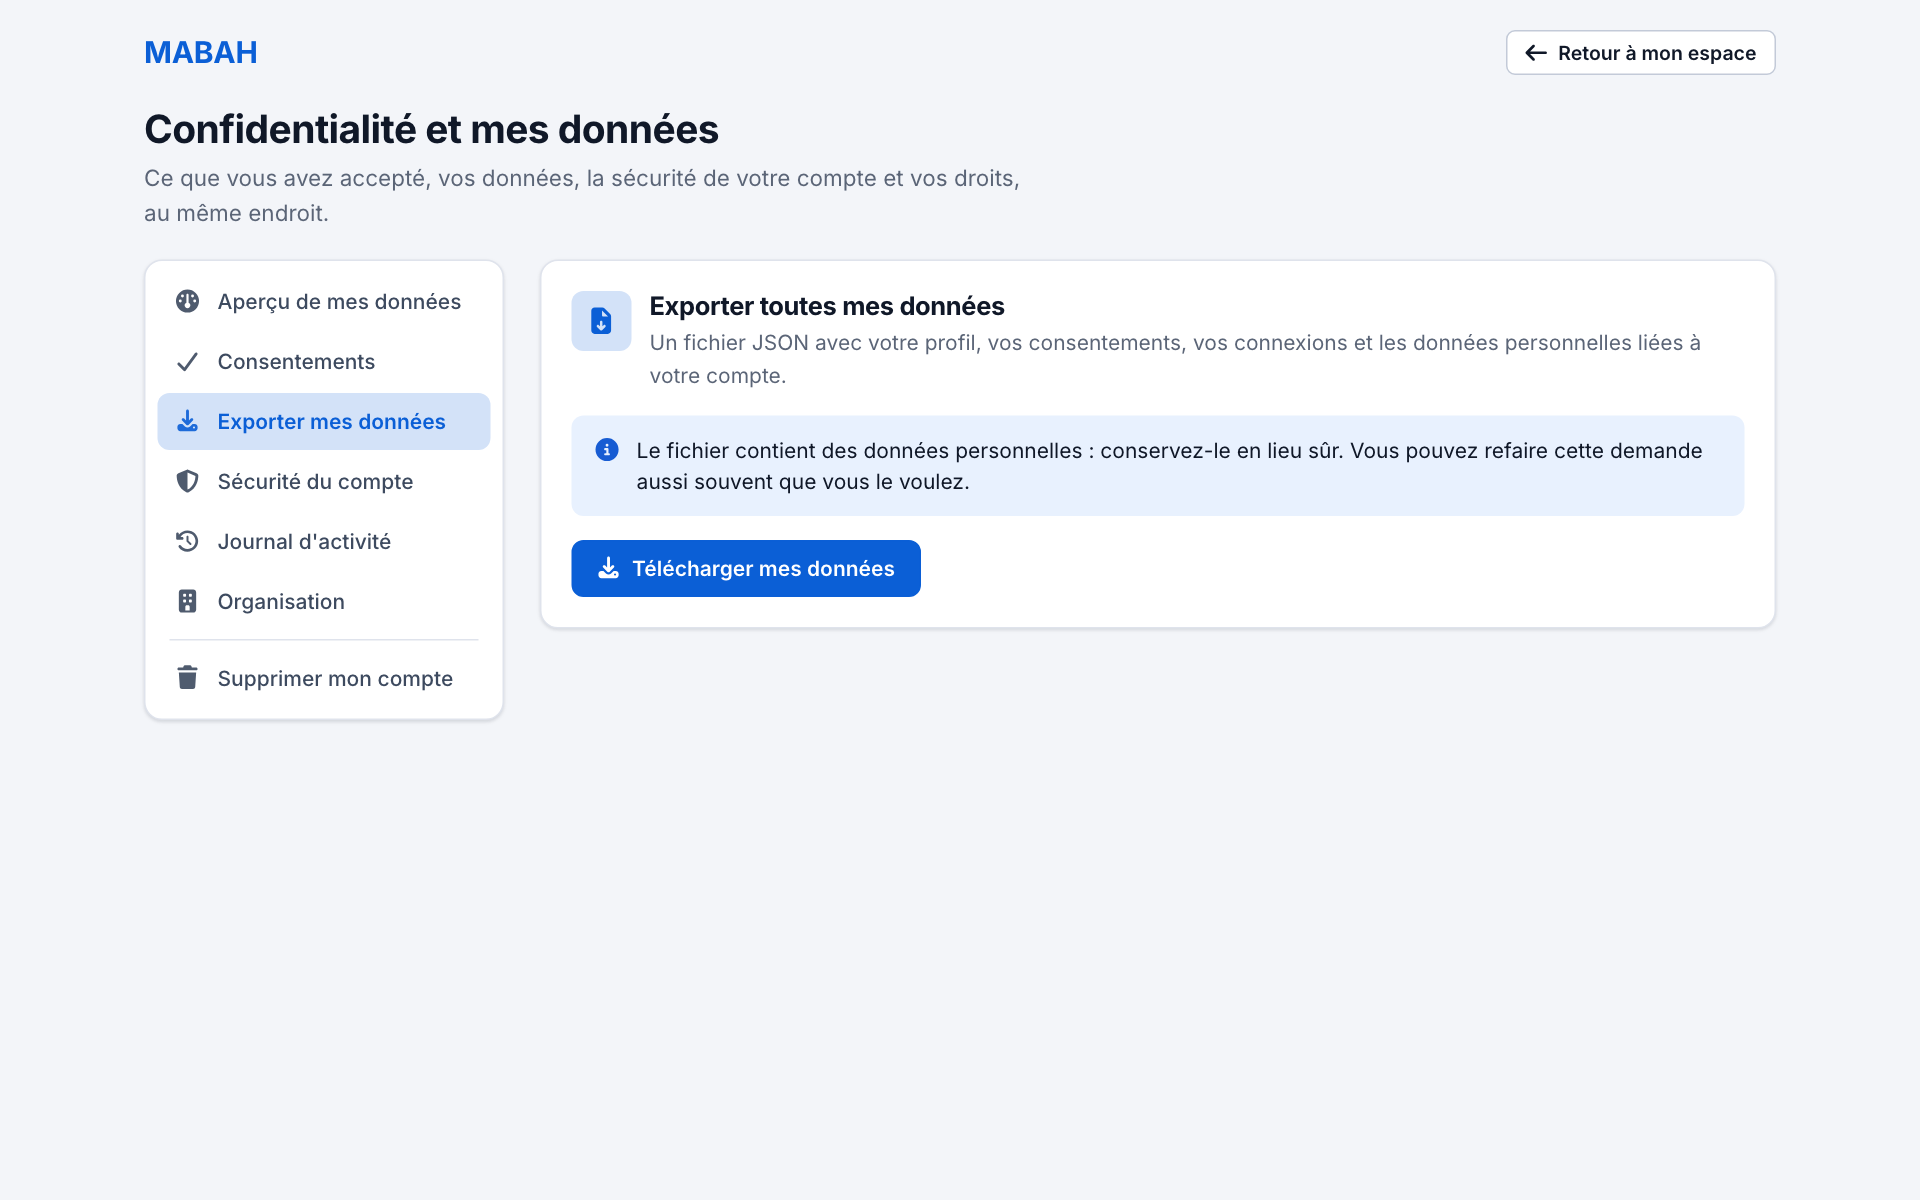 MABAH
Retour à mon espace
Confidentialité et mes données
Ce que vous avez accepté, vos données, la sécurité de votre compte et vos droits,
au même endroit.
Aperçu de mes données
Consentements
Exporter mes données
Sécurité du compte
Journal d'activité
Organisation
Supprimer mon compte
Exporter toutes mes données
Un fichier JSON avec votre profil, vos consentements, vos connexions et les données personnelles liées à
votre compte.
Le fichier contient des données personnelles : conservez-le en lieu sûr. Vous pouvez refaire cette demande
aussi souvent que vous le voulez.
Télécharger mes données